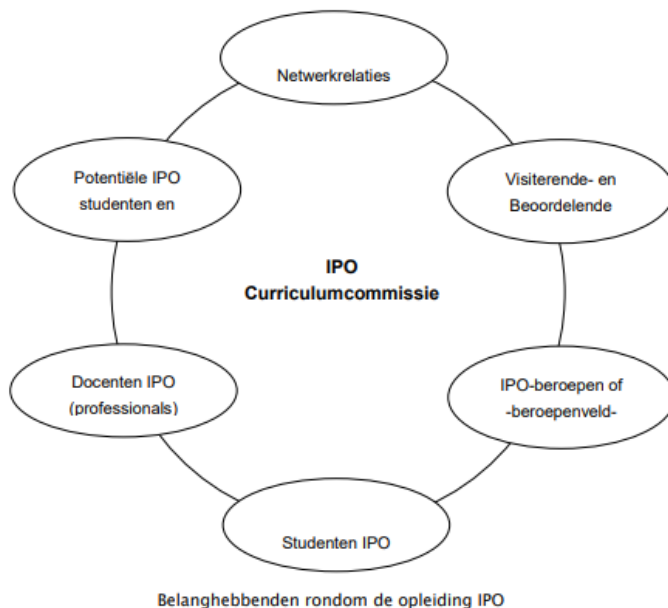 Netwerkrelaties
Potentiële IPO
studenten en
Visiterende- en
Beoordelende
IPO
Curriculumcommissie
Docenten IPO
(professionals)
IPO-beroepen of
-beroepenveld-
Studenten IPO
Belanghebbenden rondom de opleiding IPO